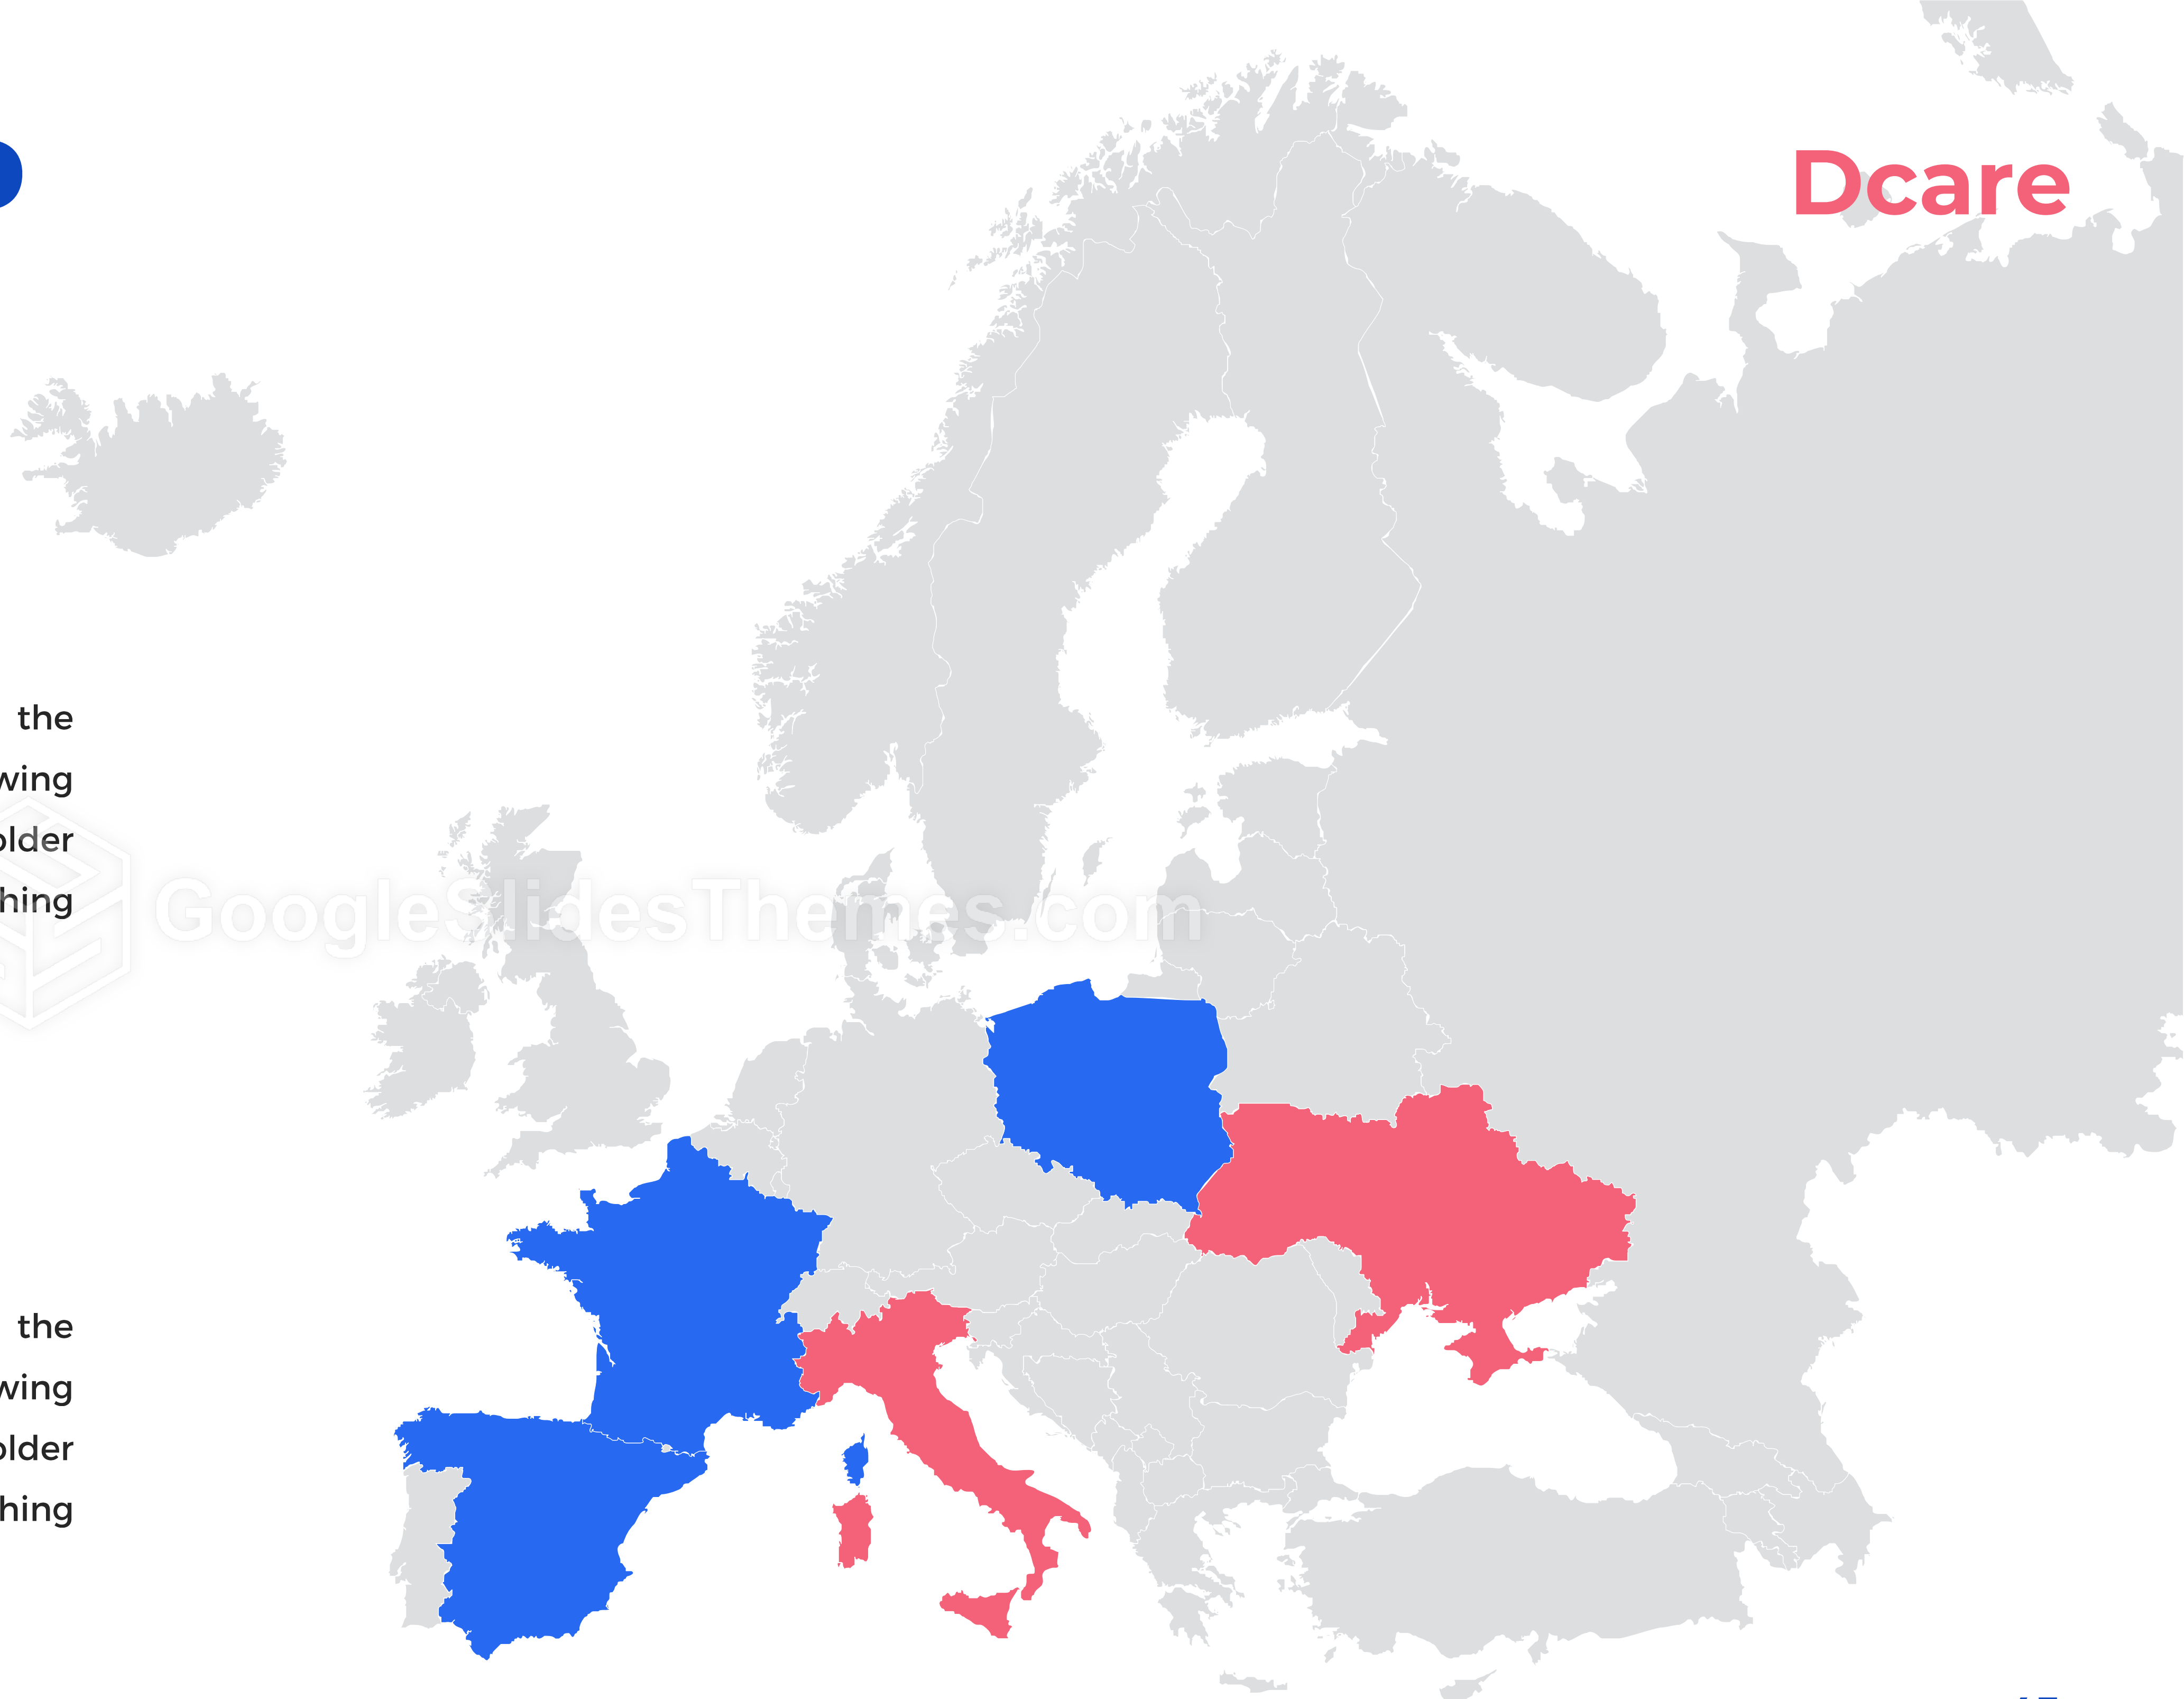 Dcare
the
wing
older
hing
GoogleSlidesThemes.com
the
wing
older
hing